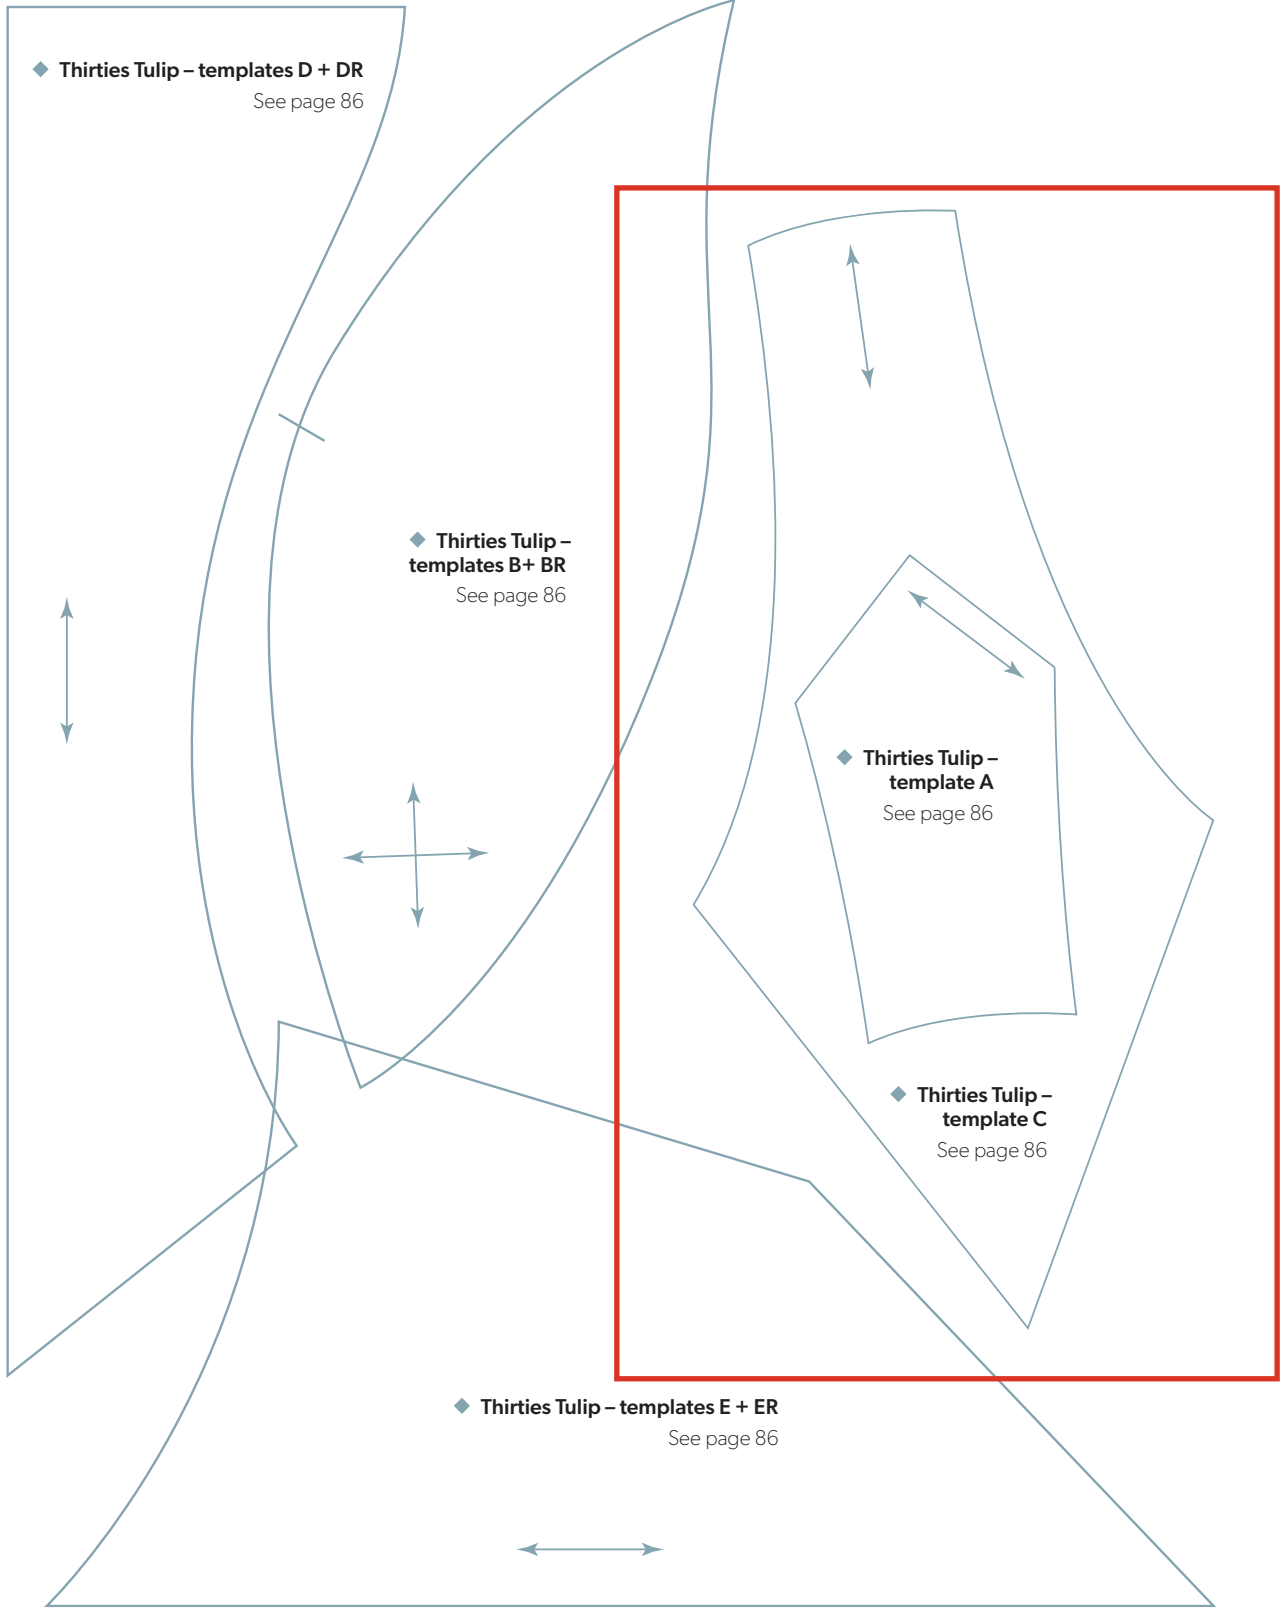 Thirties Tulip – templates D + DR
See page 86
Thirties Tulip –
templates B+ BR
See page 86
Thirties Tulip –
template A
See page 86
Thirties Tulip –
template C
See page 86
Thirties Tulip – templates E + ER
See page 86